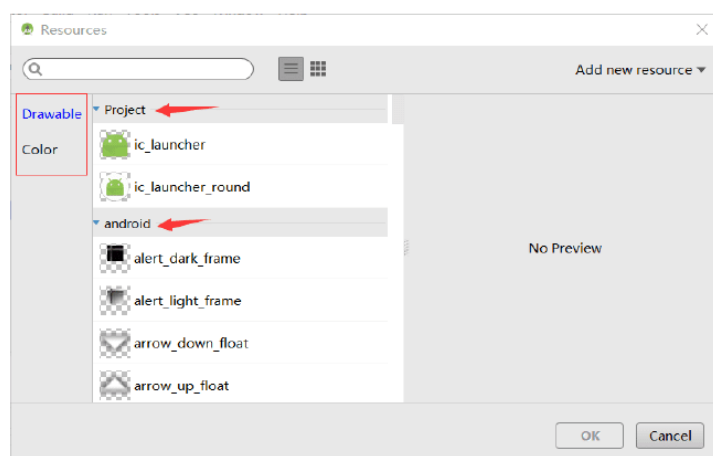 Resources
Add new resource
Drawable
Color
Project
ic_launcher
ic_launcher_round
android
alert_dark_frame
alert_light_frame
arrow_down_float
arrow_up_float
No Preview
OK
Cancel